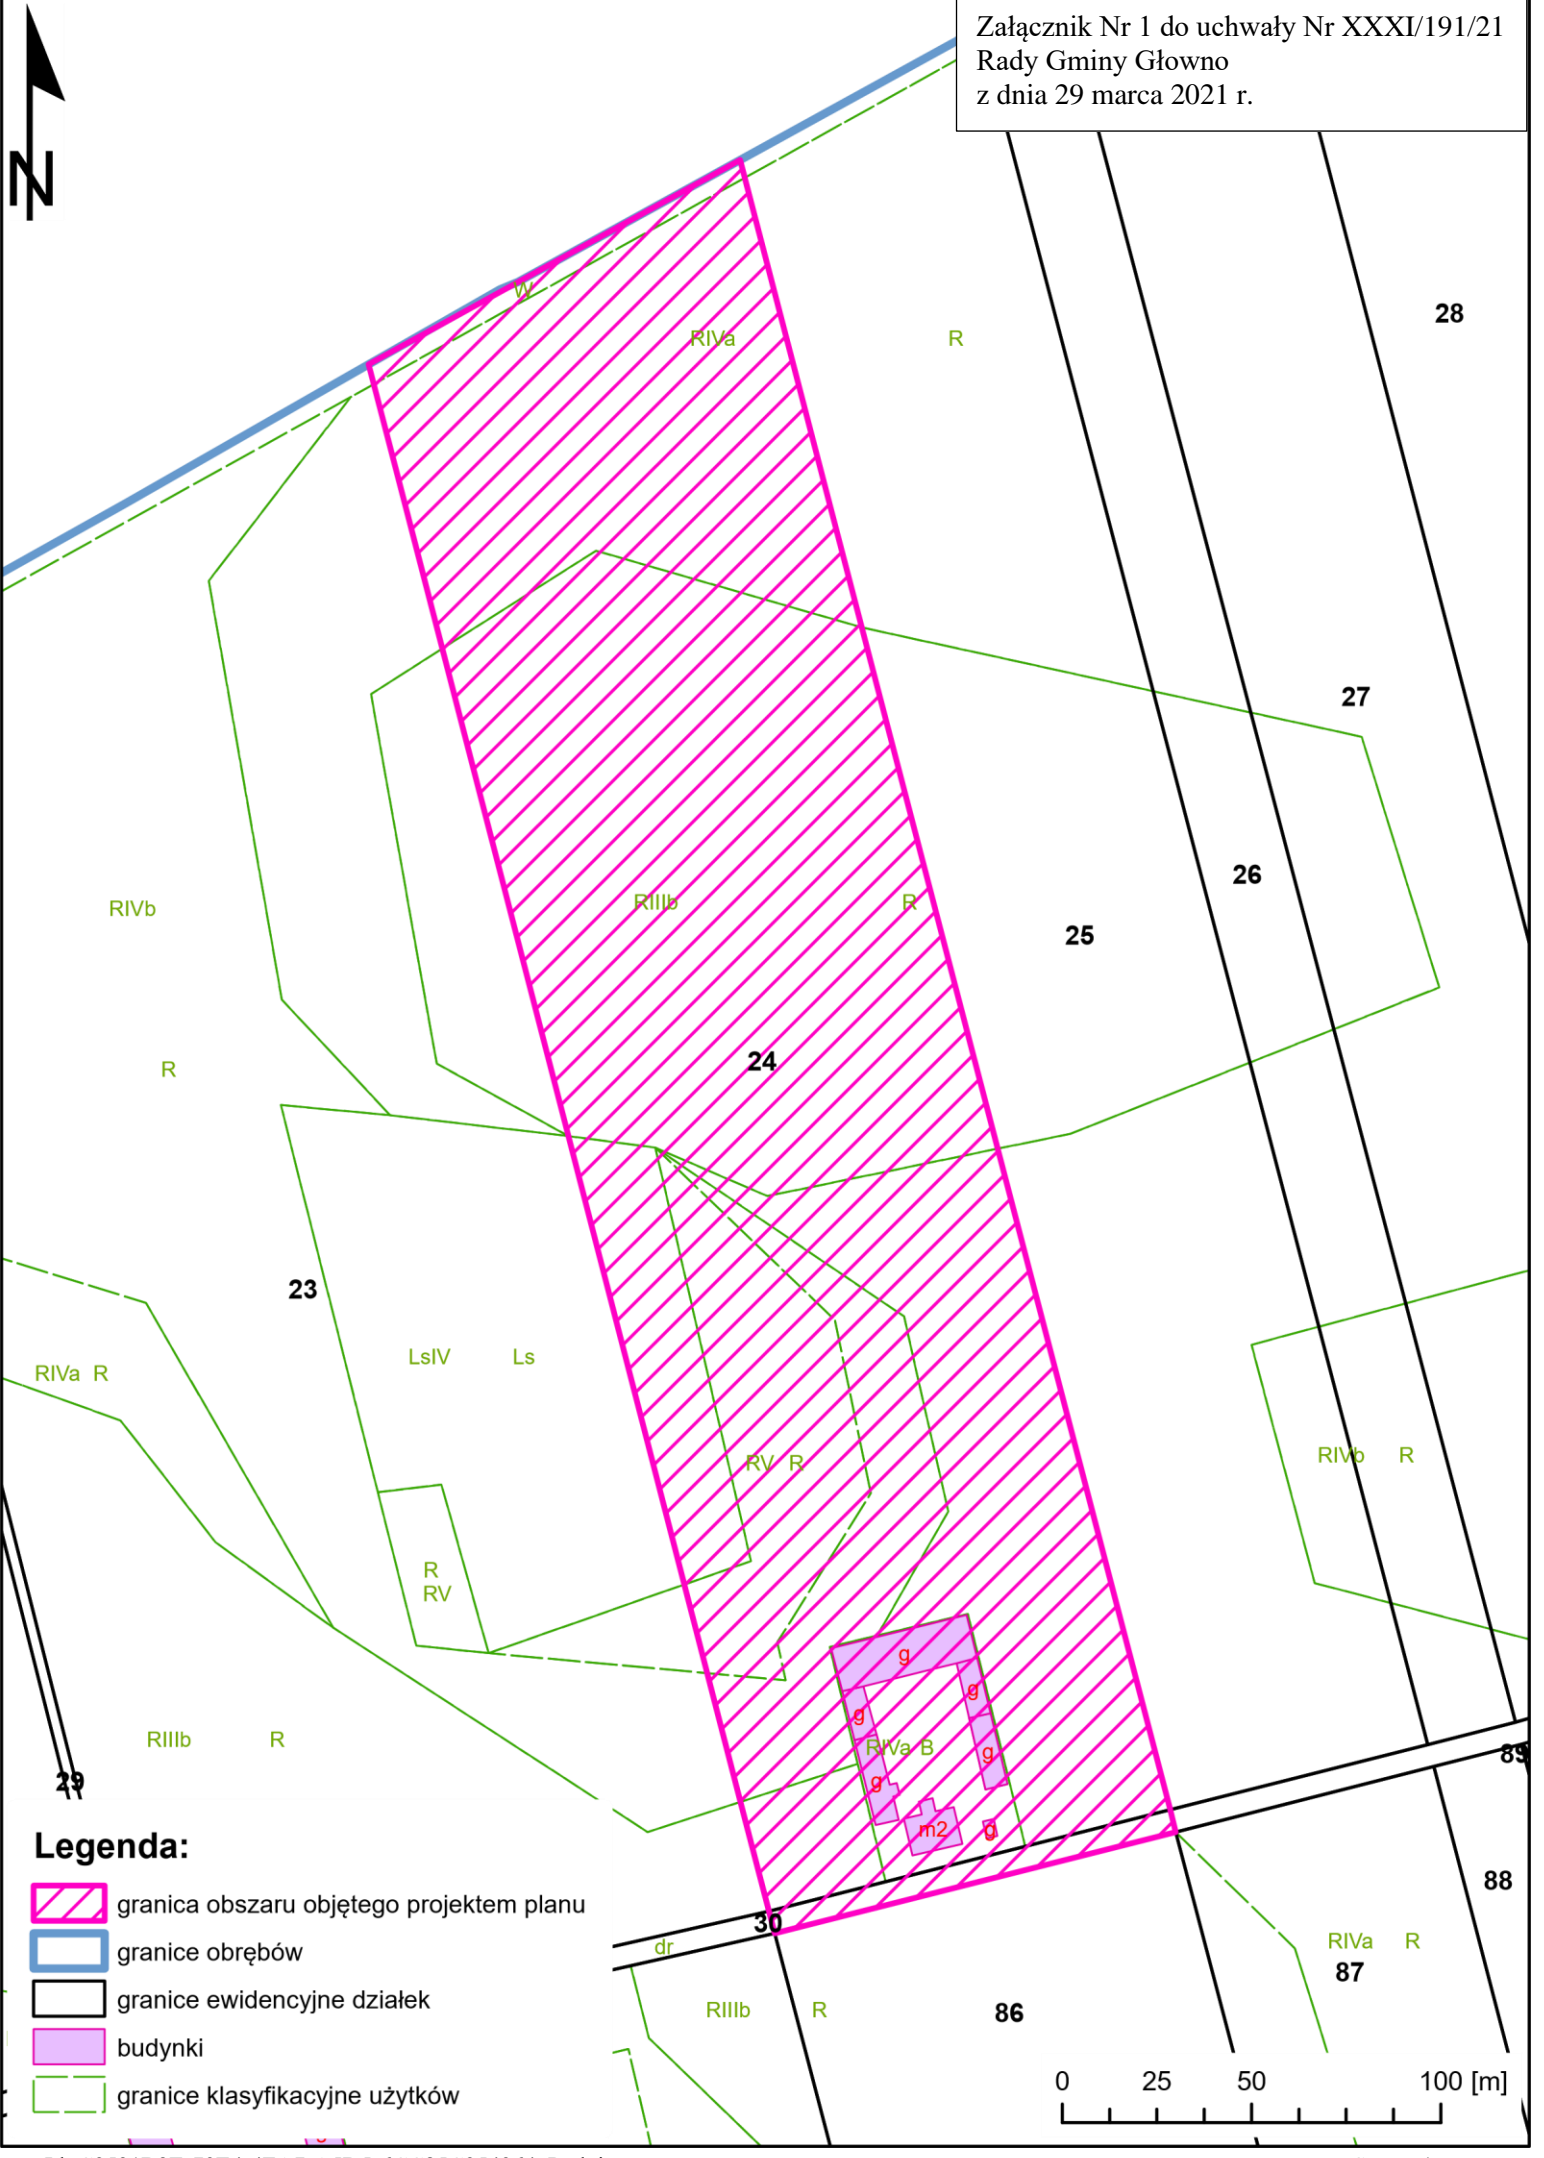 Załącznik Nr 1 do uchwały Nr XXXI/191/21
Rady Gminy Głowno
z dnia 29 marca 2021 r.
N
W
RIVa
R
28
27
RIVb
RIIIb
R
26
25
R
24
23
LsIV
Ls
RIVa R
RV R
RIVb
R
R
RV
g
g
g
g
g
RIVa B
m2
g
RIIIb
R
29
89
88
30
dr
RIVa
R
87
RIIIb
R
86
Legenda:
granica obszaru objętego projektem planu
granice obrębów
granice ewidencyjne działek
budynki
granice klasyfikacyjne użytków
0 25 50 100 [m]